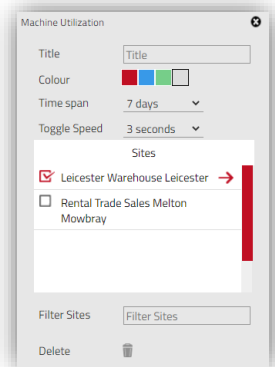 Machine Utilization
Title Title
Colour
Time span 7 days
Toggle Speed 3 seconds
Sites
Leicester Warehouse Leicester
Rental Trade Sales Melton
Mowbray
Filter Sites Filter Sites
Delete